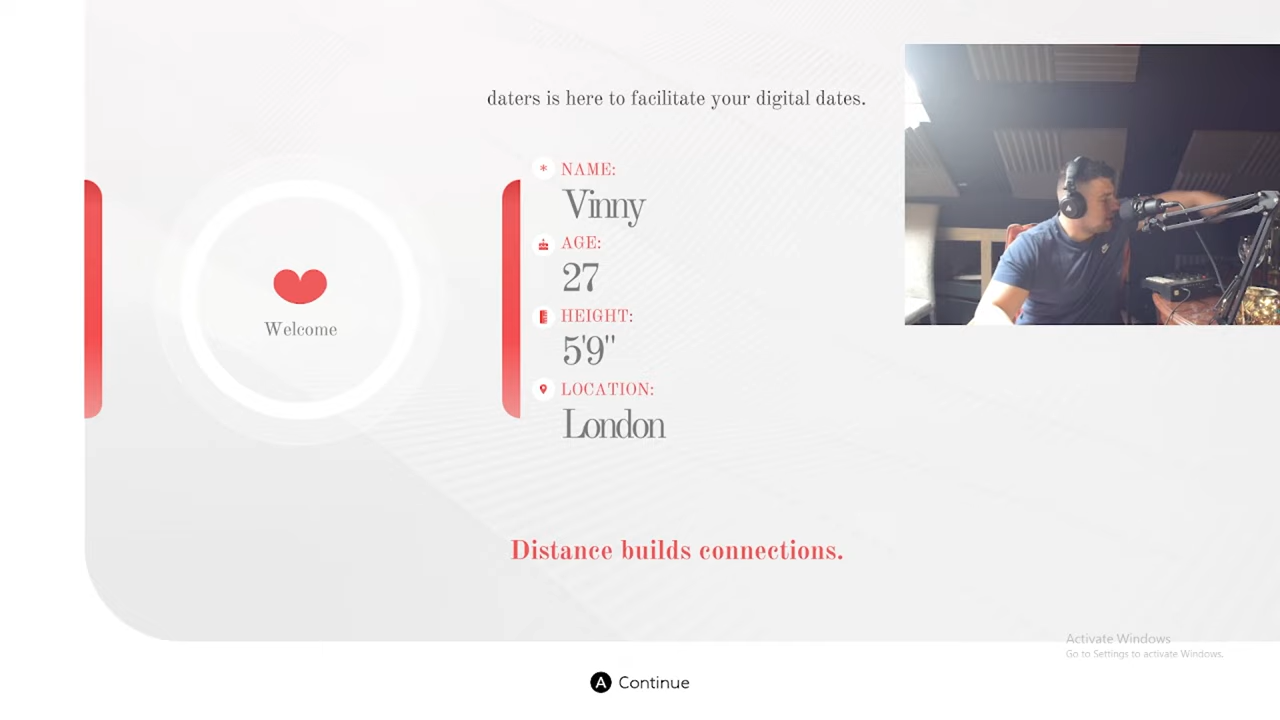 daters is here to facilitate your digital dates.
Welcome
* NAME:
Vinny
AGE:
27
HEIGHT:
5'9"
LOCATION:
London
Distance builds connections.
Activate Windows
Go to Settings to activate Windows.
A Continue